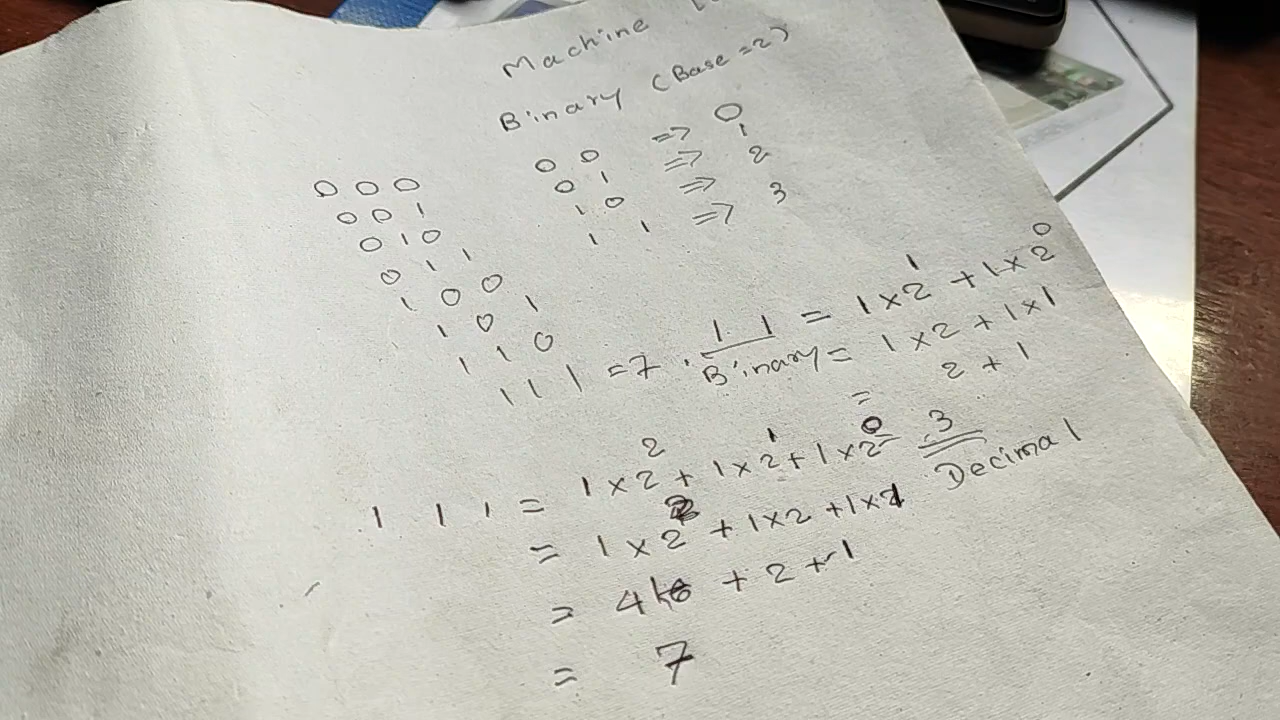 Machine
Binary (Base = 2)
0 0 => 0
0 1 => 1
1 0 => 2
1 1 => 3
0 0 0
0 0 1
0 1 0
0 1 1
1 0 0
1 0 1
1 1 0
1 1 1 = 7
1 1 = 1 × 2¹ + 1 × 2⁰
Binary = 1 × 2 + 1 × 1
= 2 + 1
= 3
Decimal
1 1 1 = 1 × 2² + 1 × 2¹ + 1 × 2⁰
= 1 × 2² + 1 × 2 + 1 × 1
= 4 + 2 + 1
= 7